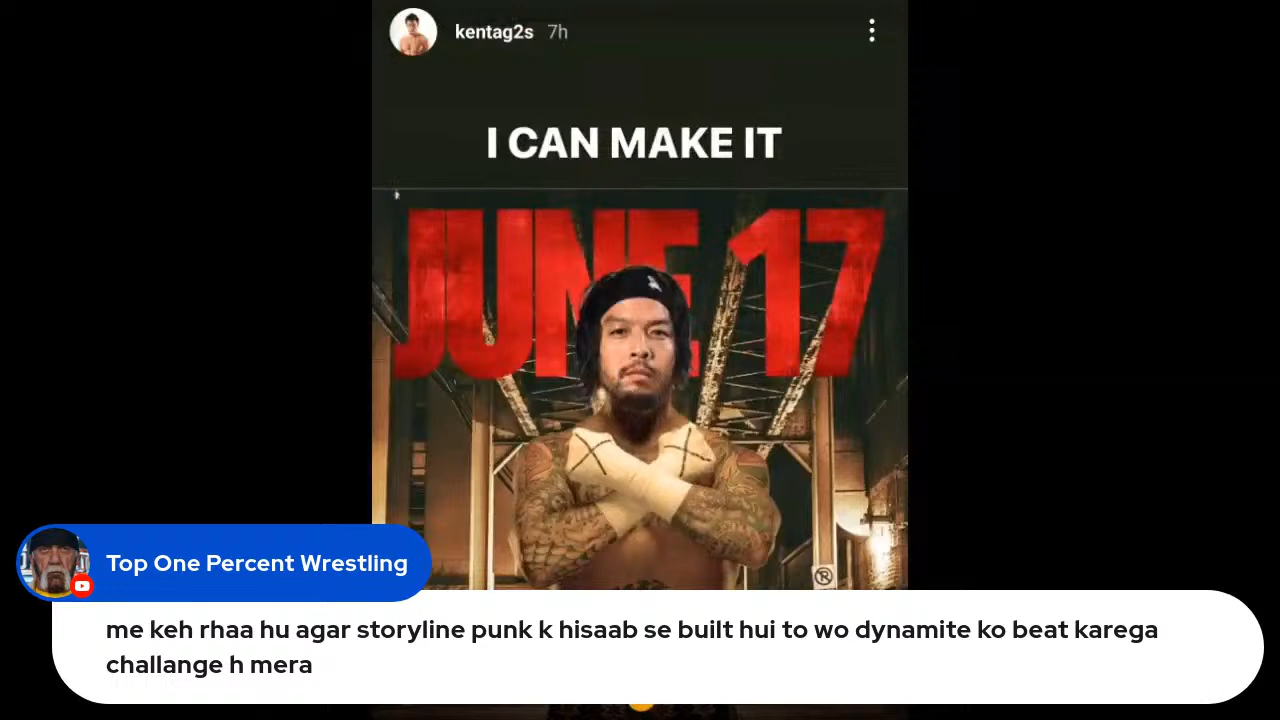 kentag2s 7h
I CAN MAKE IT
JUNE 17
Top One Percent Wrestling
me keh rhaa hu agar storyline punk k hisaab se built hui to wo dynamite ko beat karega
challange h mera